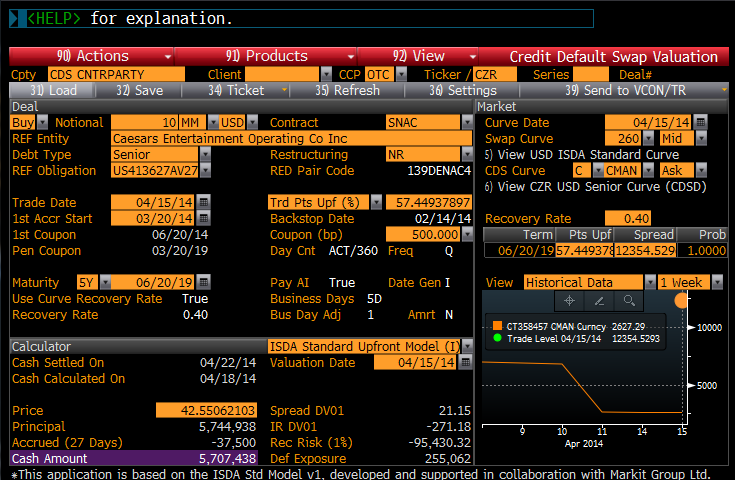 <HELP> for explanation.
90) Actions 91) Products 92) View Credit Default Swap Valuation
Cpty CDS CNTRPARTY Client CCP OTC Ticker / CZR Series Deal#
31) Load 32) Save 34) Ticket 35) Refresh 36) Settings 39) Send to VCON/TR
Deal
Buy Notional 10 MM USD Contract SNAC
REF Entity Caesars Entertainment Operating Co Inc
Debt Type Senior Restructuring NR
REF Obligation US413627AV27 RED Pair Code 139DENAC4
Trade Date 04/15/14 Trd Pts Upf (%) 57.44937897
1st Accr Start 03/20/14 Backstop Date 02/14/14
1st Coupon 06/20/14 Coupon (bp) 500.000
Pen Coupon 03/20/19 Day Cnt ACT/360 Freq Q
Maturity 5Y 06/20/19 Pay AI True Date Gen I
Use Curve Recovery Rate True Business Days 5D
Recovery Rate 0.40 Bus Day Adj 1 Amrt N
Market
Curve Date 04/15/14
Swap Curve 260 Mid
5) View USD ISDA Standard Curve
CDS Curve C CMAN Ask
6) View CZR USD Senior Curve (CDSD)
Recovery Rate 0.40
Term Pts Upf Spread Prob
06/20/19 57.449378 12354.529 1.0000
View Historical Data 1 Week
CT358457 CMAN Curncy 2627.29
Trade Level 04/15/14 12354.5293
10000
5000
9 10 11 14 15
Apr 2014
Calculator ISDA Standard Upfront Model (I)
Cash Settled On 04/22/14 Valuation Date 04/15/14
Cash Calculated On 04/18/14
Price 42.55062103 Spread DV01 21.15
Principal 5,744,938 IR DV01 -271.18
Accrued (27 Days) -37,500 Rec Risk (1%) -95,430.32
Cash Amount 5,707,438 Def Exposure 255,062
*This application is based on the ISDA Std Model v1, developed and supported in collaboration with Markit Group Ltd.